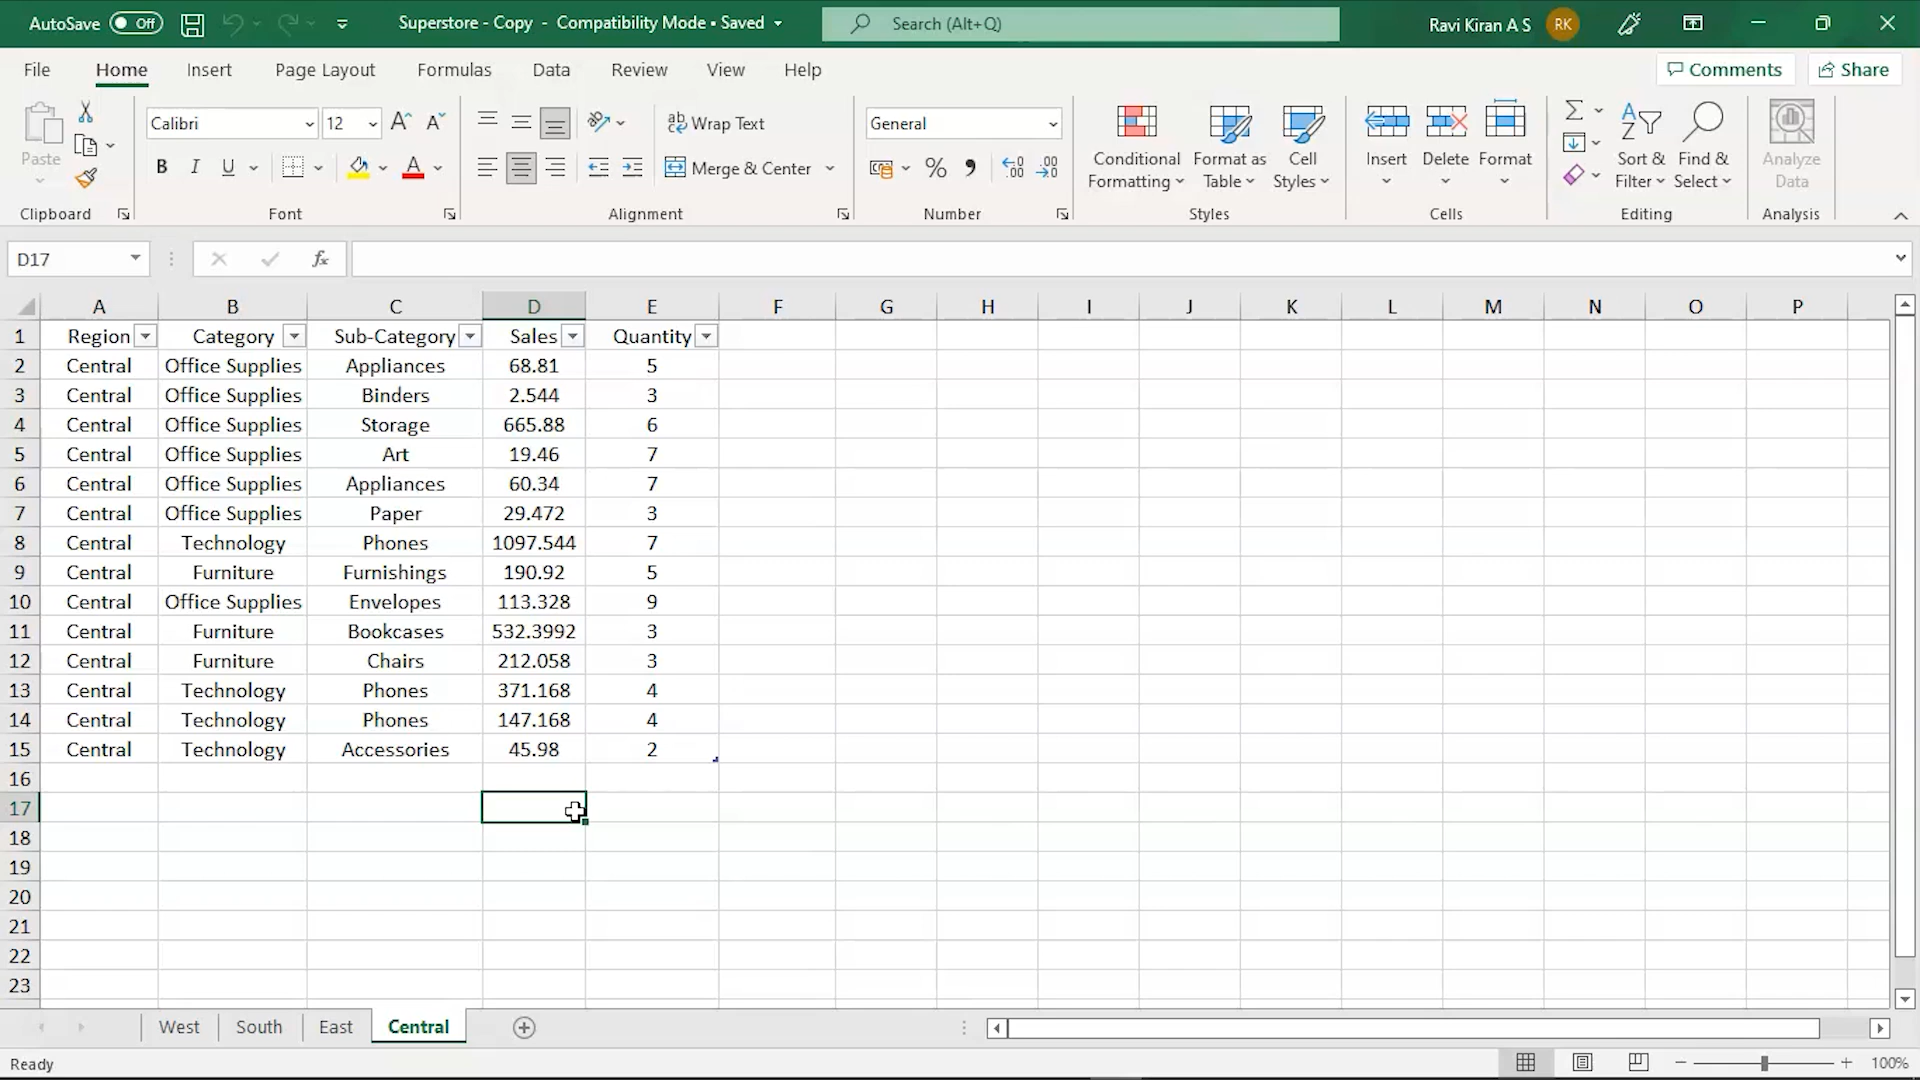 AutoSave Off Superstore - Copy - Compatibility Mode • Saved Search (Alt+Q) Ravi Kiran A S RK
File Home Insert Page Layout Formulas Data Review View Help Comments Share
Paste Calibri 12 A A ab Wrap Text General Conditional Formatting Format as Table Cell Styles Insert Delete Format Σ Sort & Filter Find & Select Analyze Data
B I U A Merge & Center %
Clipboard Font Alignment Number Styles Cells Editing Analysis
D17 fx
A B C D E F G H I J K L M N O P
1 Region Category Sub-Category Sales Quantity
2 Central Office Supplies Appliances 68.81 5
3 Central Office Supplies Binders 2.544 3
4 Central Office Supplies Storage 665.88 6
5 Central Office Supplies Art 19.46 7
6 Central Office Supplies Appliances 60.34 7
7 Central Office Supplies Paper 29.472 3
8 Central Technology Phones 1097.544 7
9 Central Furniture Furnishings 190.92 5
10 Central Office Supplies Envelopes 113.328 9
11 Central Furniture Bookcases 532.3992 3
12 Central Furniture Chairs 212.058 3
13 Central Technology Phones 371.168 4
14 Central Technology Phones 147.168 4
15 Central Technology Accessories 45.98 2
16
17
18
19
20
21
22
23
West South East Central
Ready 100%